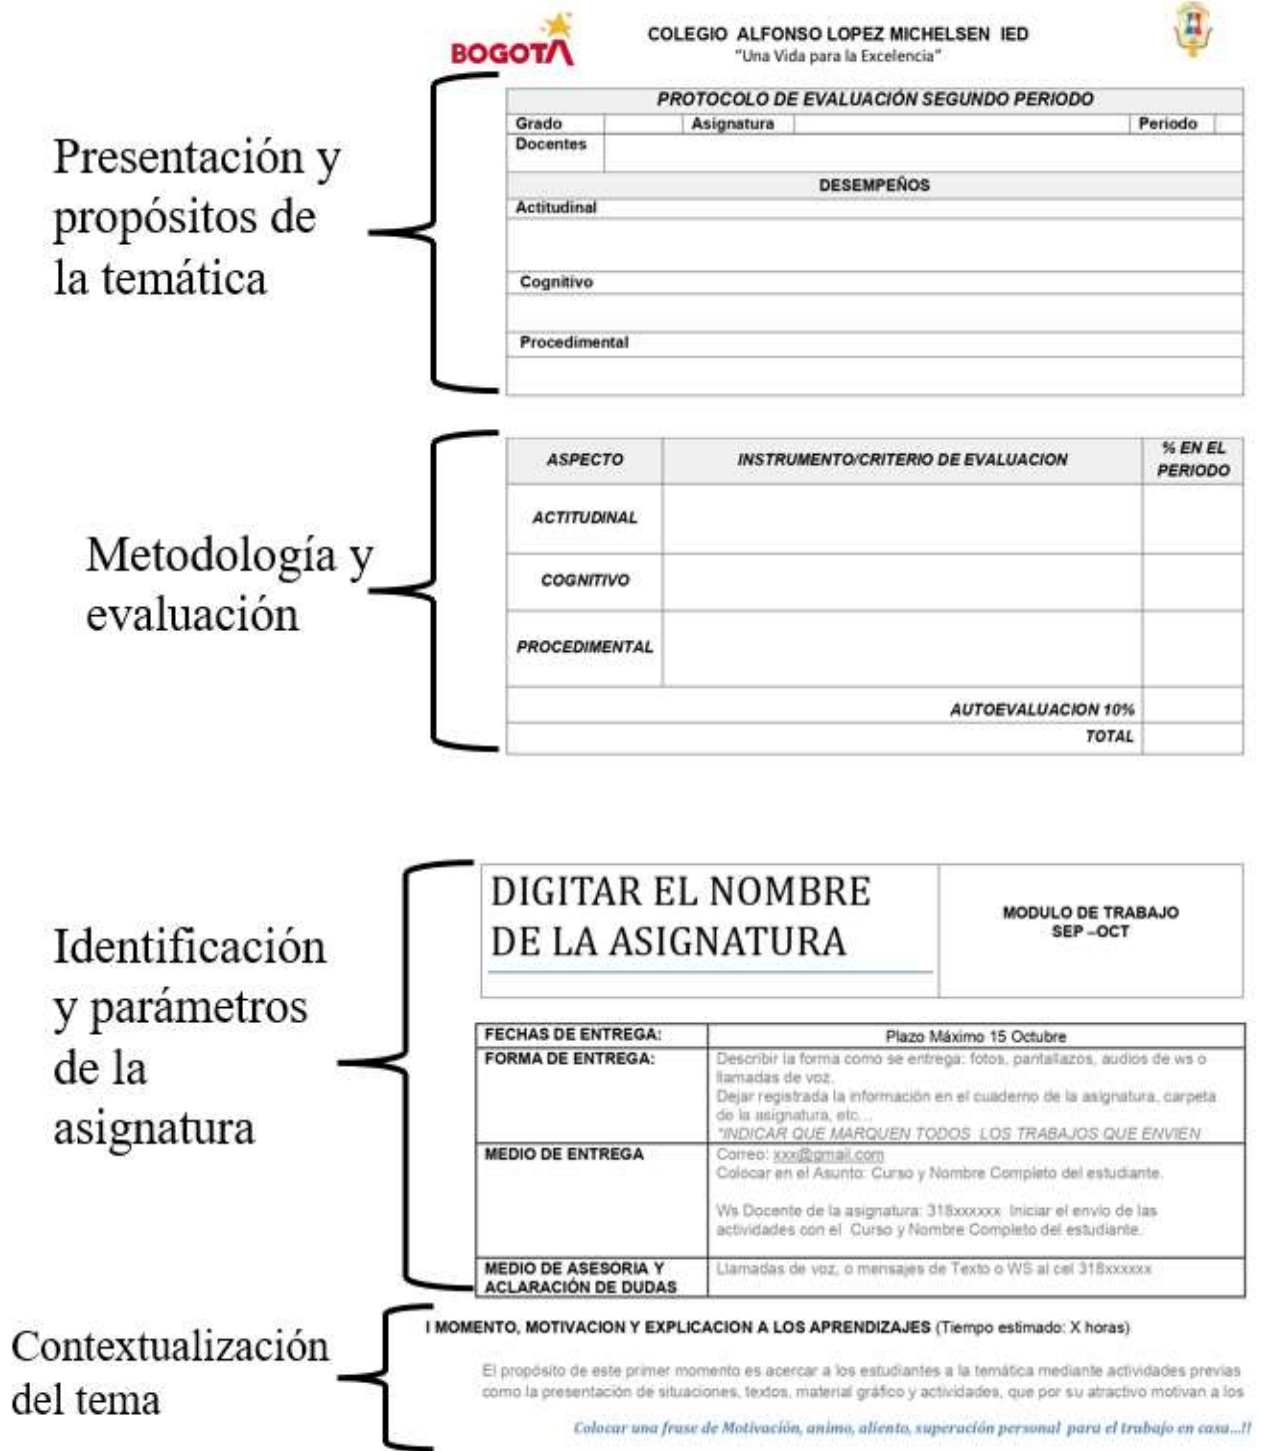 BOGOTÁ
COLEGIO ALFONSO LOPEZ MICHELSEN IED
"Una Vida para la Excelencia"
Presentación y
propósitos de
la temática
PROTOCOLO DE EVALUACIÓN SEGUNDO PERIODO
Grado Asignatura Periodo
Docentes
DESEMPEÑOS
Actitudinal
Cognitivo
Procedimental
Metodología y
evaluación
ASPECTO INSTRUMENTO/CRITERIO DE EVALUACION % EN EL
PERIODO
ACTITUDINAL
COGNITIVO
PROCEDIMENTAL
AUTOEVALUACION 10%
TOTAL
Identificación
y parámetros
de la
asignatura
DIGITAR EL NOMBRE
DE LA ASIGNATURA
MODULO DE TRABAJO
SEP –OCT
FECHAS DE ENTREGA: Plazo Máximo 15 Octubre
FORMA DE ENTREGA: Describir la forma como se entrega: fotos, pantallazos, audios de ws o
llamadas de voz.
Dejar registrada la información en el cuaderno de la asignatura, carpeta
de la asignatura, etc...
*INDICAR QUE MARQUEN TODOS LOS TRABAJOS QUE ENVIEN
MEDIO DE ENTREGA Correo: xxx@gmail.com
Colocar en el Asunto: Curso y Nombre Completo del estudiante.
Ws Docente de la asignatura: 318xxxxxx Iniciar el envío de las
actividades con el Curso y Nombre Completo del estudiante.
MEDIO DE ASESORIA Y
ACLARACIÓN DE DUDAS
Llamadas de voz, o mensajes de Texto o WS al cel 318xxxxxx
Contextualización
del tema
I MOMENTO, MOTIVACION Y EXPLICACION A LOS APRENDIZAJES (Tiempo estimado: X horas)
El propósito de este primer momento es acercar a los estudiantes a la temática mediante actividades previas
como la presentación de situaciones, textos, material gráfico y actividades, que por su atractivo motivan a los
Colocar una frase de Motivación, animo, aliento, superación personal para el trabajo en casa...!!